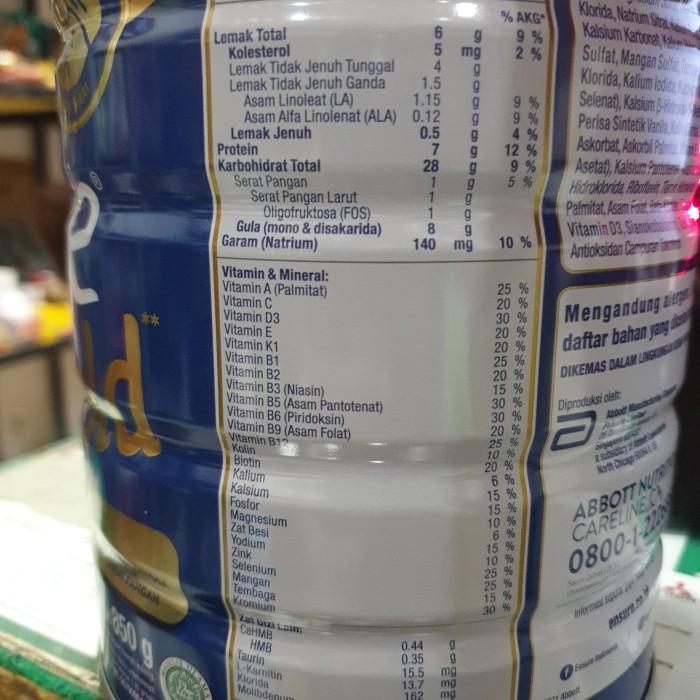 % AKG*
Lemak Total 6 g 9 %
Kolesterol 5 mg 2 %
Lemak Tidak Jenuh Tunggal 4 g
Lemak Tidak Jenuh Ganda 1.5 g
Asam Linoleat (LA) 1.15 g 9 %
Asam Alfa Linolenat (ALA) 0.12 g 9 %
Lemak Jenuh 0.5 g 4 %
Protein 7 g 12 %
Karbohidrat Total 28 g 9 %
Serat Pangan 1 g 5 %
Serat Pangan Larut 1 g
Oligofruktosa (FOS) 1 g
Gula (mono & disakarida) 8 g
Garam (Natrium) 140 mg 10 %
Vitamin & Mineral:
Vitamin A (Palmitat) 25 %
Vitamin C 20 %
Vitamin D3 30 %
Vitamin E 20 %
Vitamin K1 20 %
Vitamin B1 25 %
Vitamin B2 20 %
Vitamin B3 (Niasin) 15 %
Vitamin B5 (Asam Pantotenat) 30 %
Vitamin B6 (Piridoksin) 30 %
Vitamin B9 (Asam Folat) 20 %
Vitamin B12 25 %
Kolin 10 %
Biotin 20 %
Kalium 6 %
Kalsium 15 %
Fosfor 15 %
Magnesium 10 %
Zat Besi 6 %
Yodium 15 %
Zink 10 %
Selenium 25 %
Mangan 25 %
Tembaga 15 %
Kromium 30 %
Zat Gizi Lain:
CaHMB 0.44 g
HMB 0.35 g
Taurin 15.5 mg
L-Karnitin 13.7 mg
Klorida 162 mg
Molibdenum
Klorida, Natrium
Kalsium Karbonat,
Sulfat, Mangan Sulfat,
Klorida, Kalium Iodida,
Selenat), Kalsium
Perisa Sintetik
Askorbat, Askorbil
Asetat), Kalsium
Hidroklorida, Riboflavin,
Palmitat, Asam Folat,
Vitamin D3,
Antioksidan Campuran
Mengandung alergen
daftar bahan yang
DIKEMAS DALAM
Diproduksi oleh:
Abbott
ABBOTT
CARELINE
0800-1-
ensure.co.id
Ensure Indonesia
Abbott
850 g